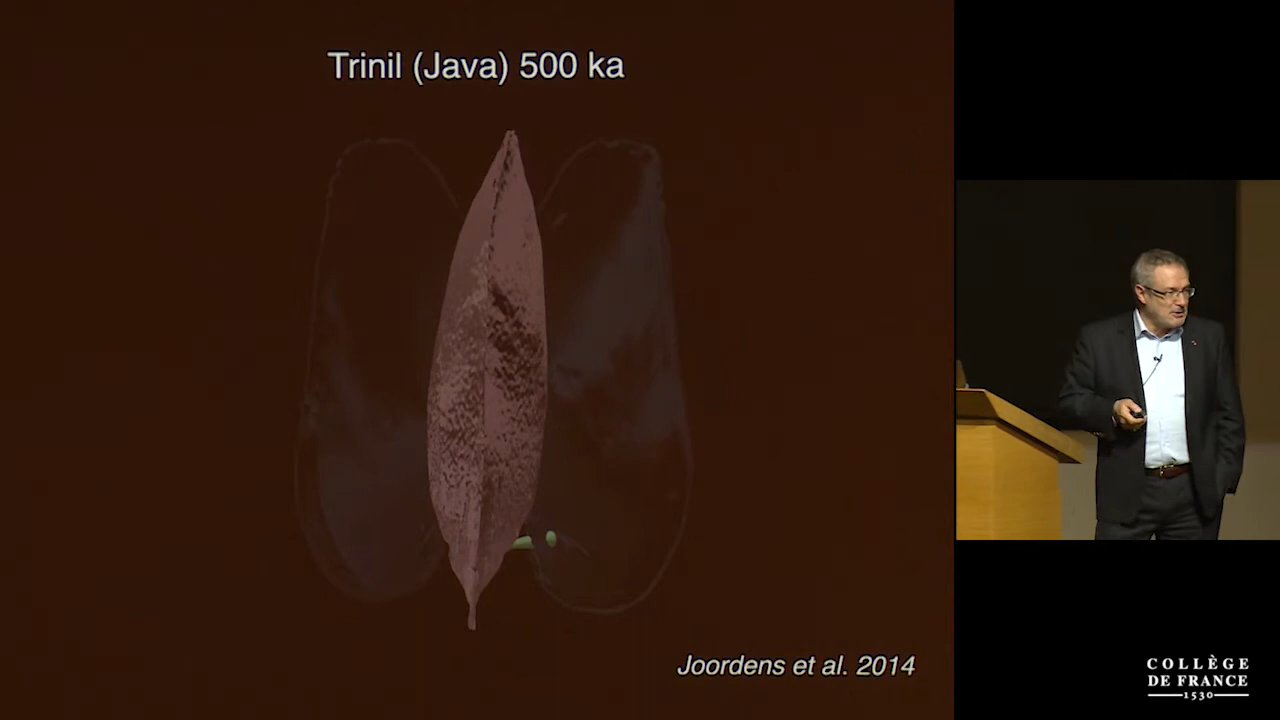 Trinil (Java) 500 ka
Joordens et al. 2014
COLLÈGE
DE FRANCE
1530